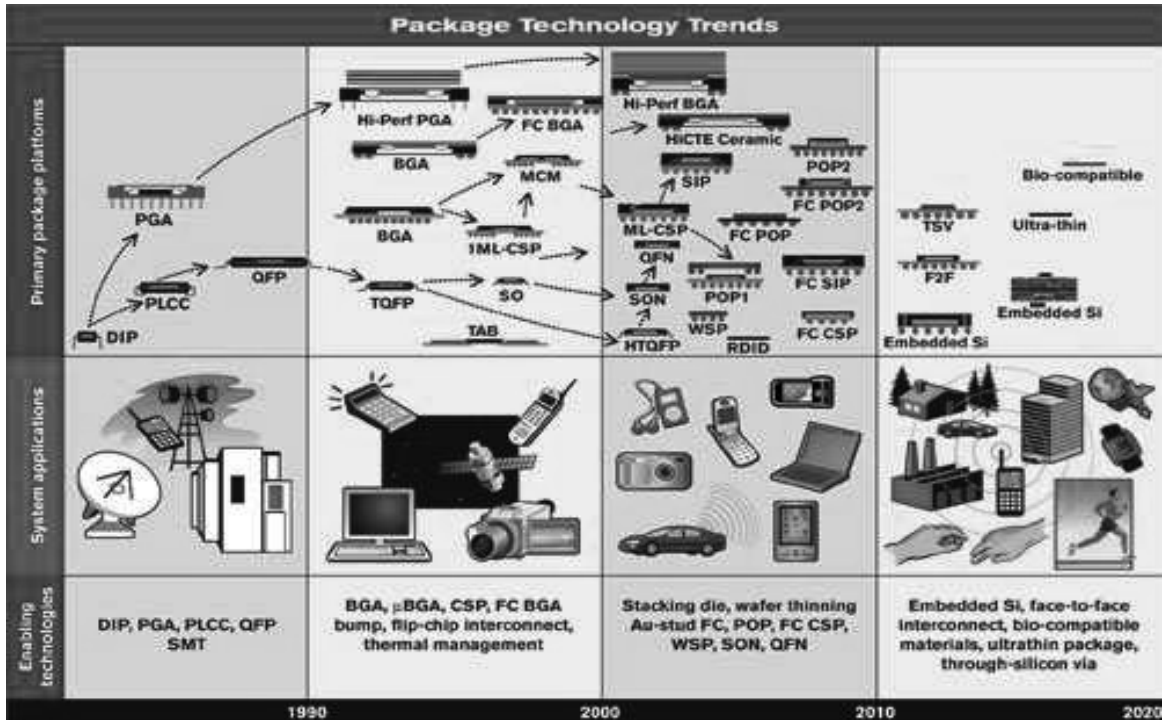 Package Technology Trends
Primary package platforms
PGA
DIP
PLCC
QFP
Hi-Perf PGA
FC BGA
BGA
MCM
BGA
ML-CSP
TQFP
SO
TAB
Hi-Perf BGA
HiCTE Ceramic
POP2
SIP
FC POP2
ML-CSP
FC POP
QFN
POP1
FC SIP
SON
WSP
FC CSP
HTQFP
RDID
Bio-compatible
TSV
Ultra-thin
F2F
Embedded Si
Embedded Si
System applications
Enabling
technologies
DIP, PGA, PLCC, QFP
SMT
BGA, μBGA, CSP, FC BGA
bump, flip-chip interconnect,
thermal management
Stacking die, wafer thinning
Au-stud FC, POP, FC CSP,
WSP, SON, QFN
Embedded Si, face-to-face
interconnect, bio-compatible
materials, ultrathin package,
through-silicon via
1990
2000
2010
2020